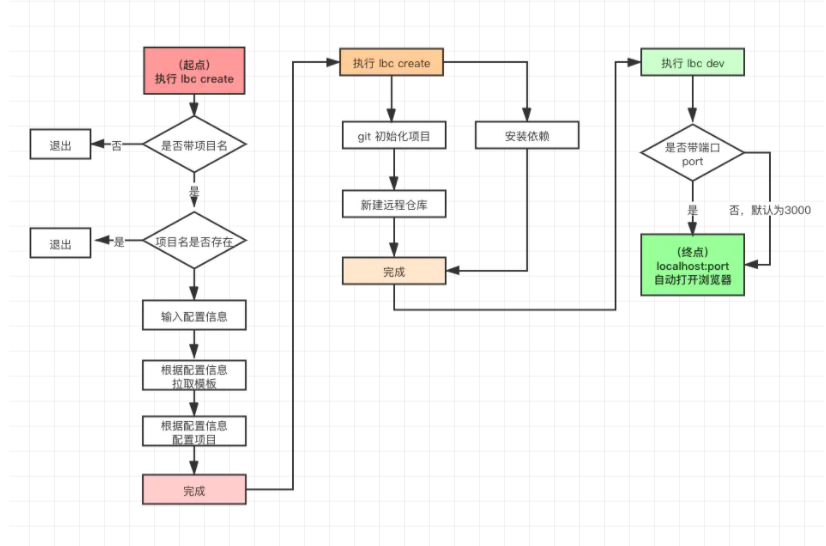 （起点）
执行 lbc create
是否带项目名
否
退出
是
项目名是否存在
是
退出
输入配置信息
根据配置信息
拉取模板
根据配置信息
配置项目
完成
执行 lbc create
git 初始化项目
安装依赖
新建远程仓库
完成
执行 lbc dev
是否带端口
port
是
否，默认为3000
（终点）
localhost:port
自动打开浏览器